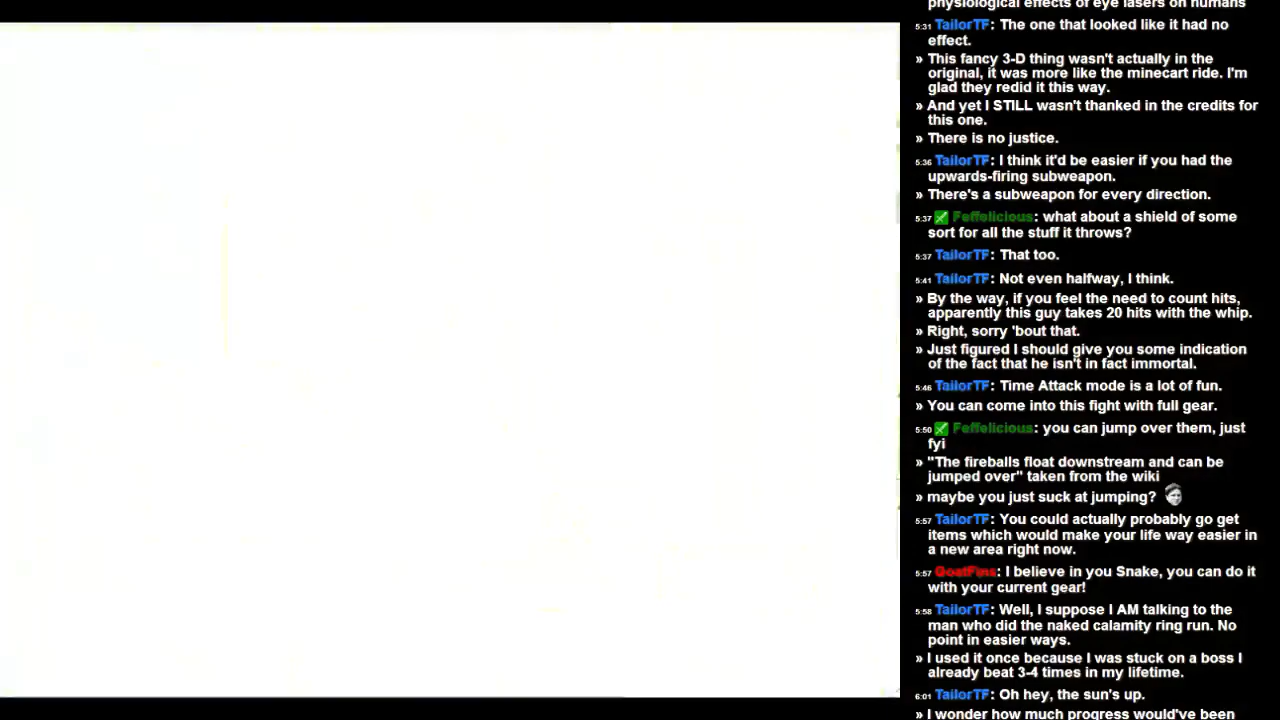 physiological effects of eye lasers on humans
5:31 TailorTF: The one that looked like it had no
effect.
» This fancy 3-D thing wasn't actually in the
original, it was more like the minecart ride. I'm
glad they redid it this way.
» And yet I STILL wasn't thanked in the credits for
this one.
» There is no justice.
5:36 TailorTF: I think it'd be easier if you had the
upwards-firing subweapon.
» There's a subweapon for every direction.
5:37 Feffelicious: what about a shield of some
sort for all the stuff it throws?
5:37 TailorTF: That too.
5:41 TailorTF: Not even halfway, I think.
» By the way, if you feel the need to count hits,
apparently this guy takes 20 hits with the whip.
» Right, sorry 'bout that.
» Just figured I should give you some indication
of the fact that he isn't in fact immortal.
5:46 TailorTF: Time Attack mode is a lot of fun.
» You can come into this fight with full gear.
5:50 Feffelicious: you can jump over them, just
fyi
» "The fireballs float downstream and can be
jumped over" taken from the wiki
» maybe you just suck at jumping?
5:57 TailorTF: You could actually probably go get
items which would make your life way easier in
a new area right now.
5:57 GoatFins: I believe in you Snake, you can do it
with your current gear!
5:58 TailorTF: Well, I suppose I AM talking to the
man who did the naked calamity ring run. No
point in easier ways.
» I used it once because I was stuck on a boss I
already beat 3-4 times in my lifetime.
6:01 TailorTF: Oh hey, the sun's up.
» I wonder how much progress would've been